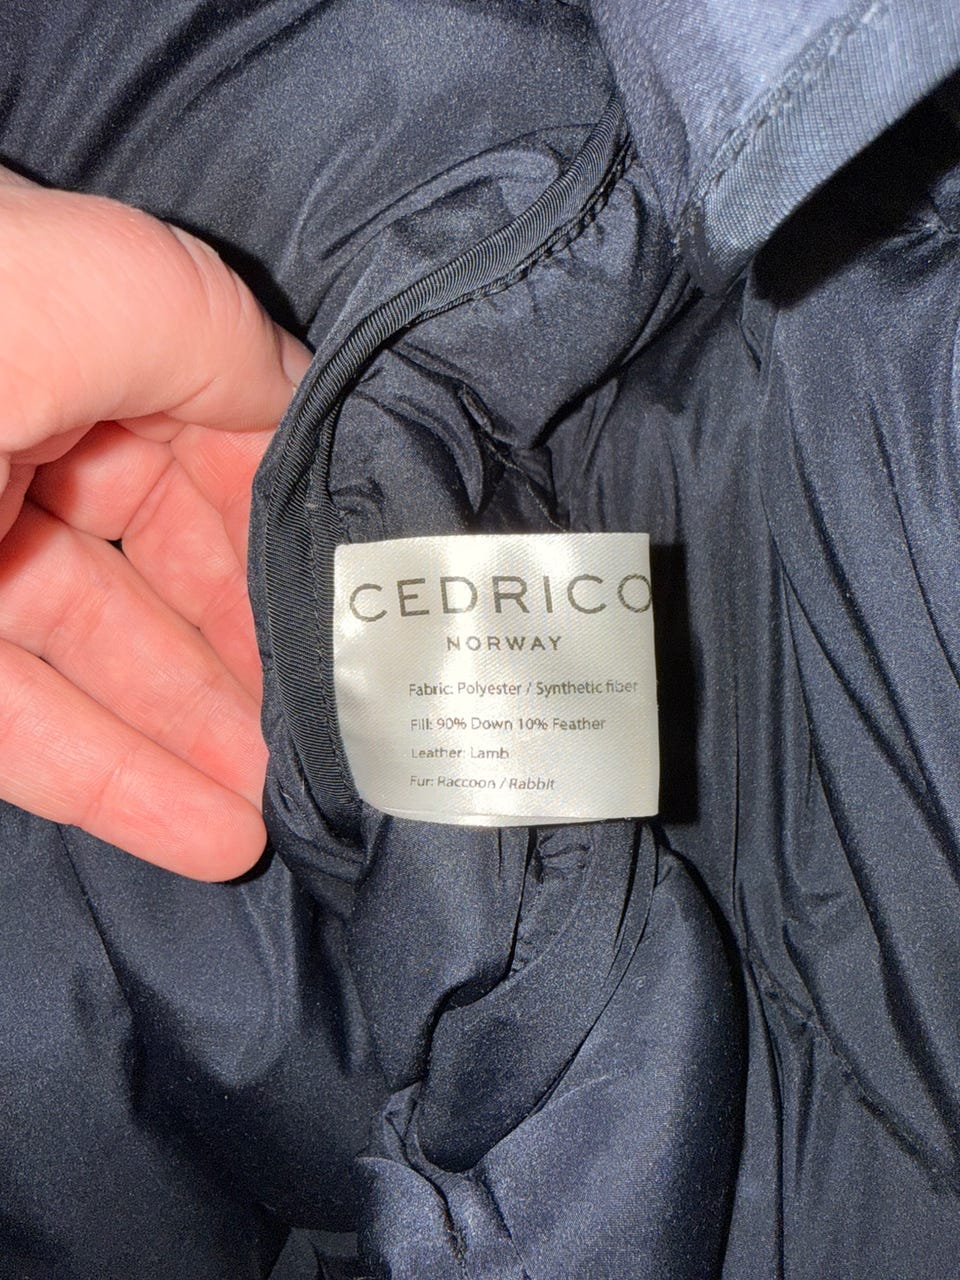 CEDRICO
NORWAY
Fabric: Polyester / Synthetic fiber
Fill: 90% Down 10% Feather
Leather: Lamb
Fur: Raccoon / Rabbit